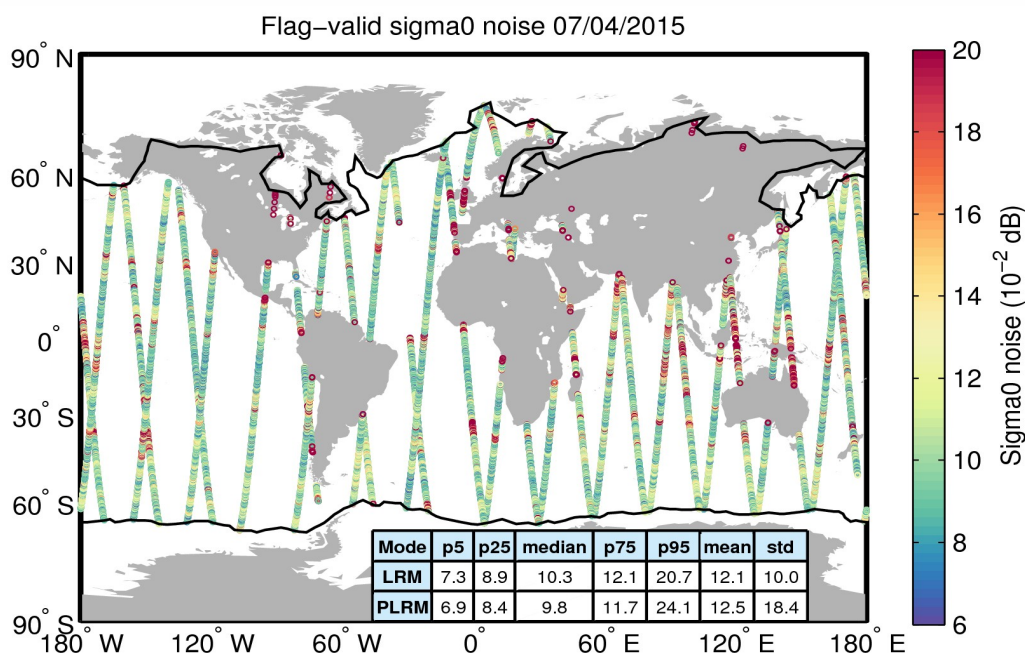 Flag−valid sigma0 noise 07/04/2015
90° N
60° N
30° N
0°
30° S
60° S
90° S
180° W 120° W 60° W 0° 60° E 120° E 180° E
Mode p5 p25 median p75 p95 mean std
LRM 7.3 8.9 10.3 12.1 20.7 12.1 10.0
PLRM 6.9 8.4 9.8 11.7 24.1 12.5 18.4
20
18
16
14
12
10
8
6
Sigma0 noise (10⁻² dB)